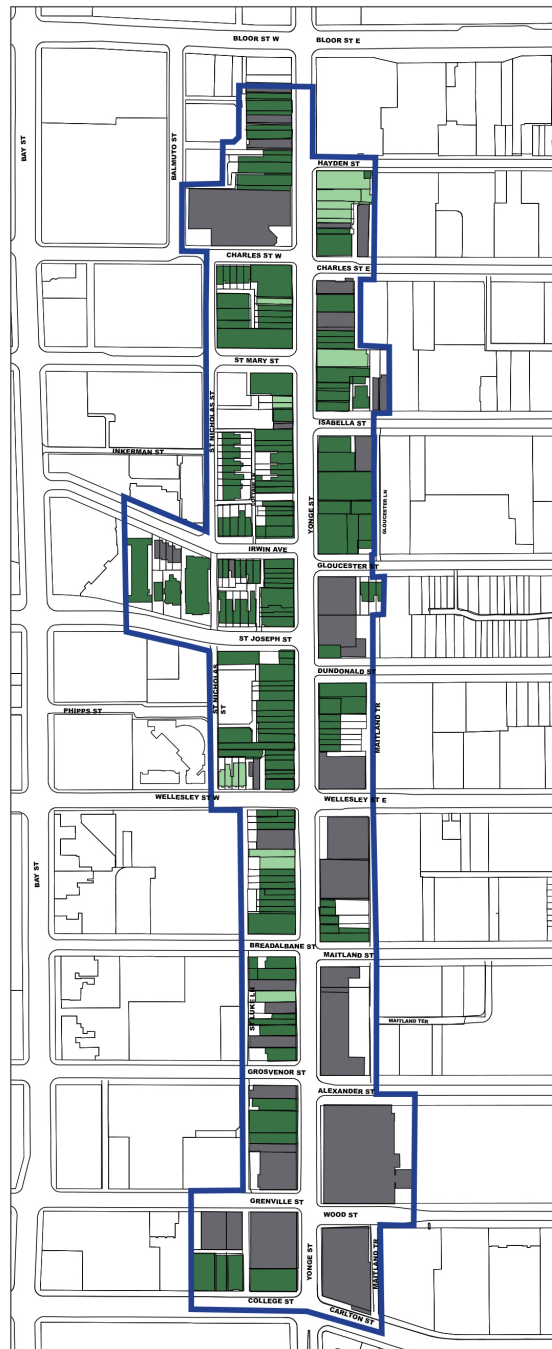 BLOOR ST W
BLOOR ST E
BAY ST
BALMUTO ST
HAYDEN ST
CHARLES ST W
CHARLES ST E
ST MARY ST
ST NICHOLAS ST
ISABELLA ST
INKERMAN ST
YONGE ST
GLOUCESTER LN
IRWIN AVE
GLOUCESTER ST
ST JOSEPH ST
DUNDONALD ST
ST NICHOLAS
ST
PHIPPS ST
MAITLAND TR
WELLESLEY ST W
WELLESLEY ST E
BAY ST
BREADALBANE ST
MAITLAND ST
ST LUKE LN
MAITLAND TER
GROSVENOR ST
ALEXANDER ST
GRENVILLE ST
WOOD ST
YONGE ST
MAITLAND TR
COLLEGE ST
CARLTON ST